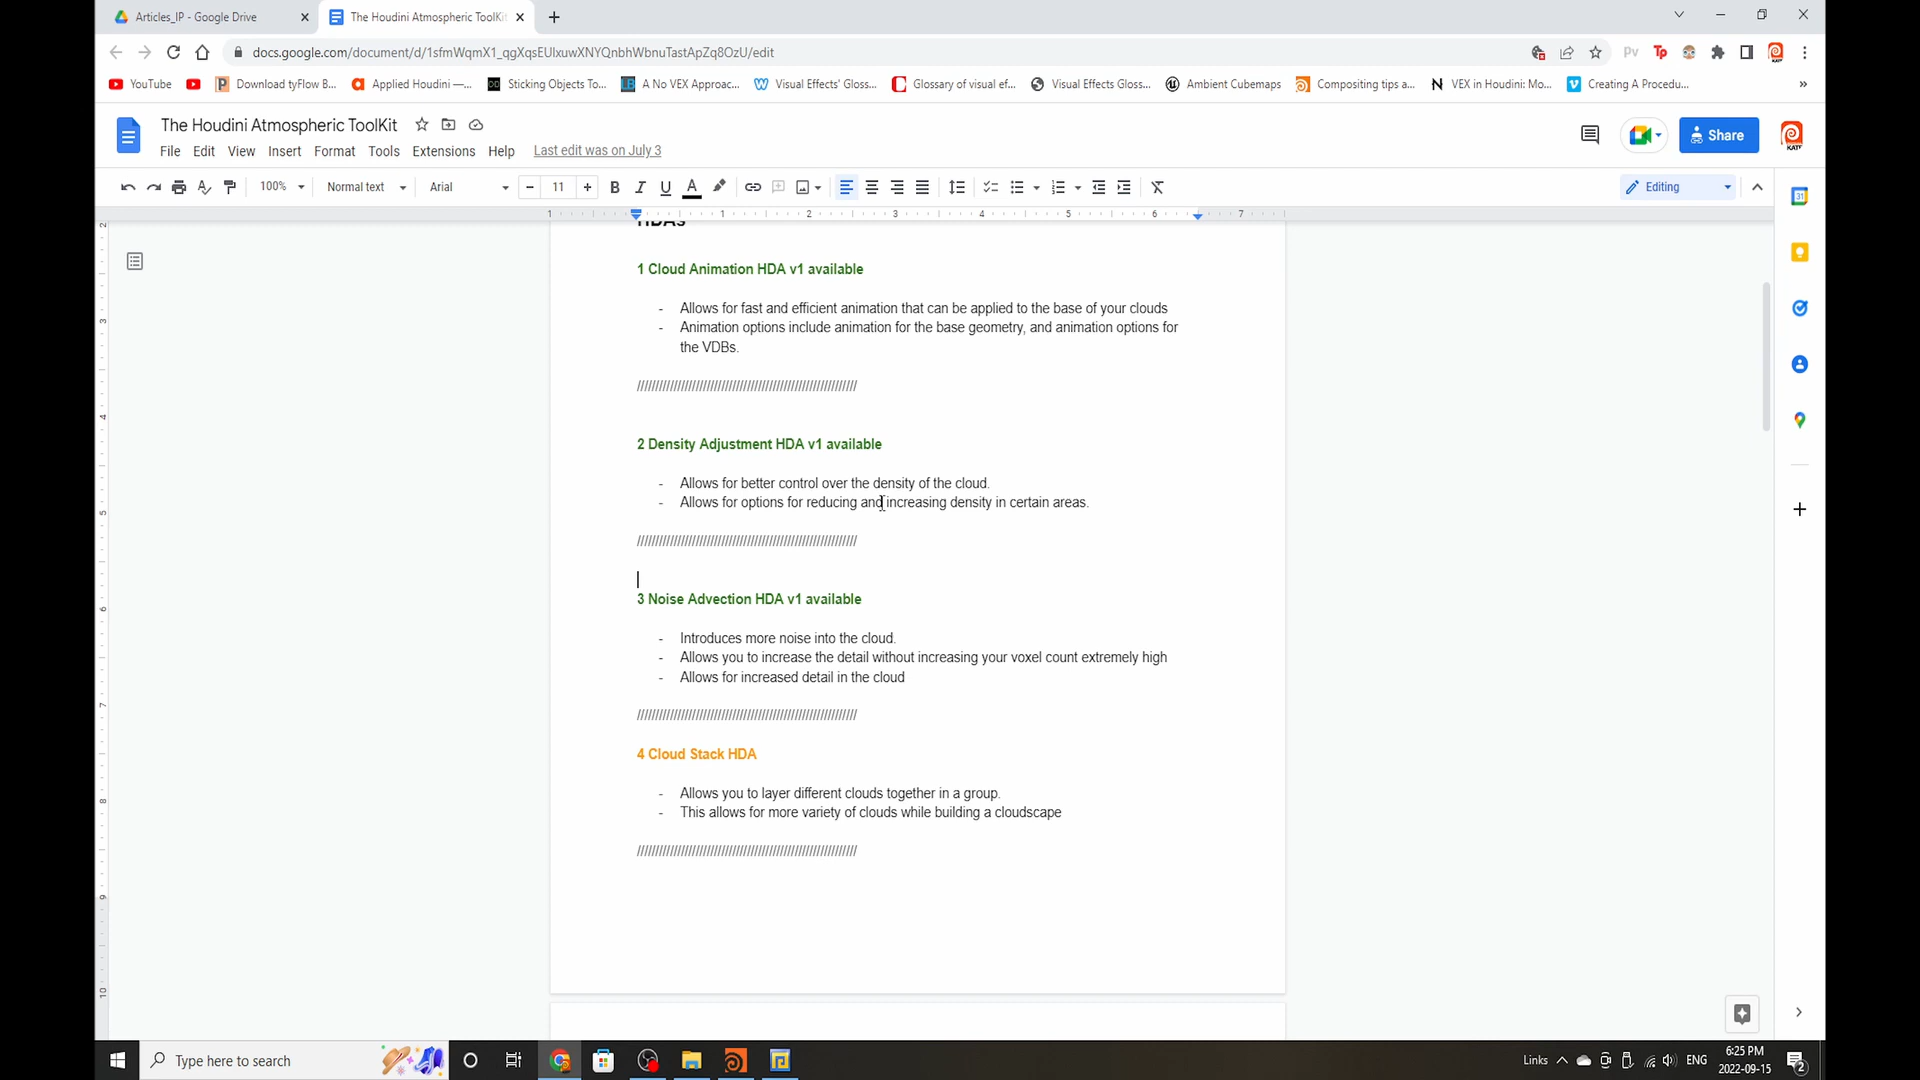 Articles_IP - Google Drive
The Houdini Atmospheric ToolKit
docs.google.com/document/d/1sfmWqmX1_qgXqsEUlxuwXNYQnbhWbnuTastApZq8OzU/edit
YouTube
Download tyFlow B...
Applied Houdini —...
Sticking Objects To...
A No VEX Approac...
Visual Effects' Gloss...
Glossary of visual ef...
Visual Effects Gloss...
Ambient Cubemaps
Compositing tips a...
VEX in Houdini: Mo...
Creating A Procedu...
The Houdini Atmospheric ToolKit
Share
File Edit View Insert Format Tools Extensions Help Last edit was on July 3
100% Normal text Arial 11 Editing
HDAs
1 Cloud Animation HDA v1 available
- Allows for fast and efficient animation that can be applied to the base of your clouds
- Animation options include animation for the base geometry, and animation options for
the VDBs.
////////////////////////////////////////////////////////////
2 Density Adjustment HDA v1 available
- Allows for better control over the density of the cloud.
- Allows for options for reducing and increasing density in certain areas.
////////////////////////////////////////////////////////////
3 Noise Advection HDA v1 available
- Introduces more noise into the cloud.
- Allows you to increase the detail without increasing your voxel count extremely high
- Allows for increased detail in the cloud
////////////////////////////////////////////////////////////
4 Cloud Stack HDA
- Allows you to layer different clouds together in a group.
- This allows for more variety of clouds while building a cloudscape
////////////////////////////////////////////////////////////
Type here to search
Links
ENG
6:25 PM
2022-09-15
2